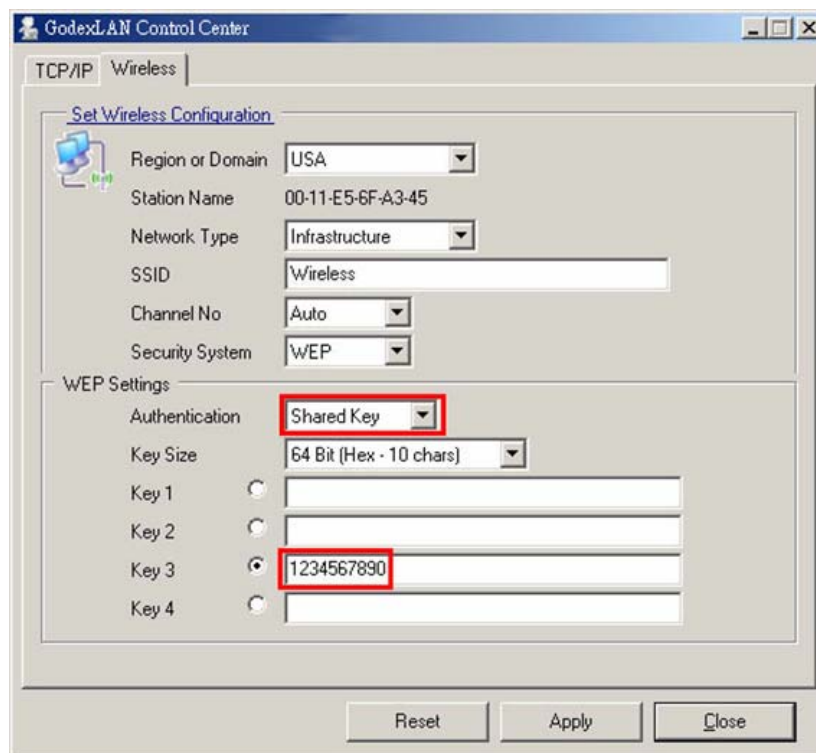 GodexLAN Control Center
TCP/IP Wireless
Set Wireless Configuration
Region or Domain USA
Station Name 00-11-E5-6F-A3-45
Network Type Infrastructure
SSID Wireless
Channel No Auto
Security System WEP
WEP Settings
Authentication Shared Key
Key Size 64 Bit (Hex - 10 chars)
Key 1
Key 2
Key 3 1234567890
Key 4
Reset Apply Close